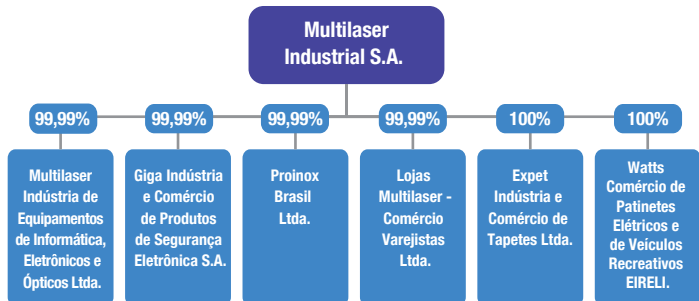 Multilaser
Industrial S.A.
99,99%
99,99%
99,99%
99,99%
100%
100%
Multilaser
Indústria de
Equipamentos
de Informática,
Eletrônicos e
Ópticos Ltda.
Giga Indústria
e Comércio
de Produtos
de Segurança
Eletrônica S.A.
Proinox
Brasil
Ltda.
Lojas
Multilaser -
Comércio
Varejistas
Ltda.
Expet
Indústria e
Comércio de
Tapetes Ltda.
Watts
Comércio de
Patinetes
Elétricos e
de Veículos
Recreativos
EIRELI.